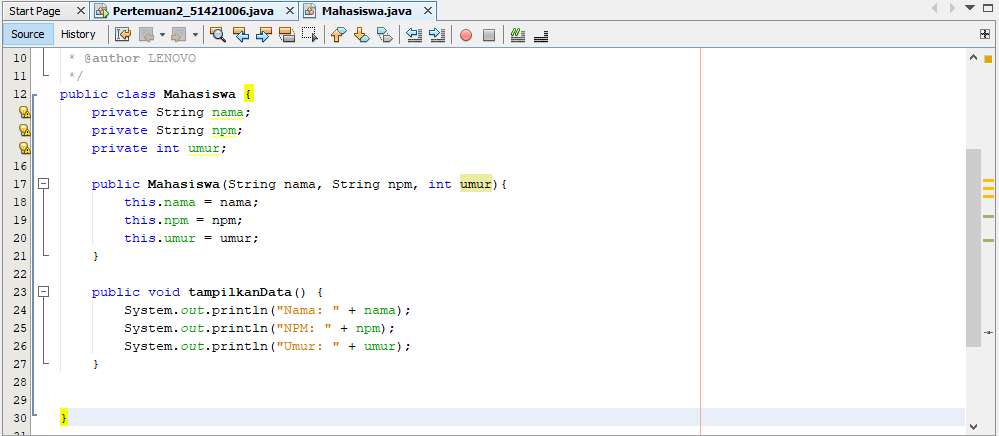 Start Page Pertemuan2_51421006.java Mahasiswa.java
Source History
10 * @author LENOVO
11 */
12 public class Mahasiswa {
private String nama;
private String npm;
private int umur;
16
17 public Mahasiswa(String nama, String npm, int umur){
18 this.nama = nama;
19 this.npm = npm;
20 this.umur = umur;
21 }
22
23 public void tampilkanData() {
24 System.out.println("Nama: " + nama);
25 System.out.println("NPM: " + npm);
26 System.out.println("Umur: " + umur);
27 }
28
29
30 }
31